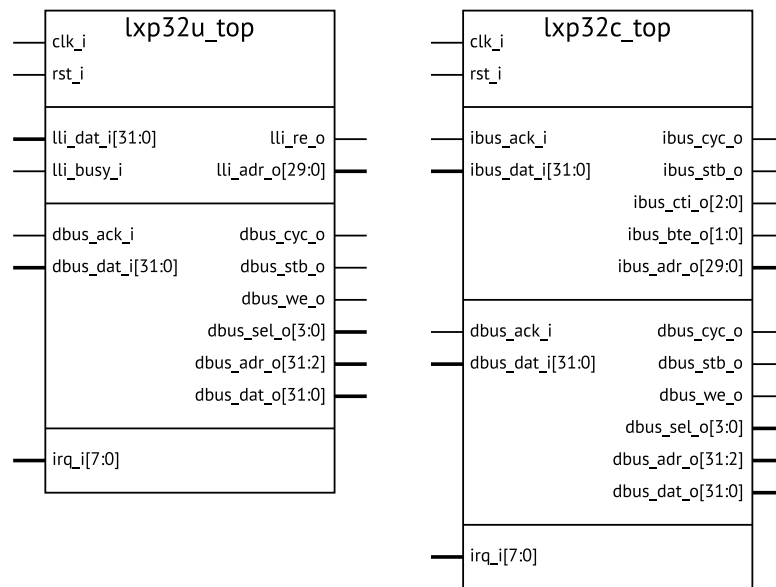 lxp32u_top
clk_i
rst_i
lli_dat_i[31:0] lli_re_o
lli_busy_i lli_adr_o[29:0]
dbus_ack_i dbus_cyc_o
dbus_dat_i[31:0] dbus_stb_o
dbus_we_o
dbus_sel_o[3:0]
dbus_adr_o[31:2]
dbus_dat_o[31:0]
irq_i[7:0]
lxp32c_top
clk_i
rst_i
ibus_ack_i ibus_cyc_o
ibus_dat_i[31:0] ibus_stb_o
ibus_cti_o[2:0]
ibus_bte_o[1:0]
ibus_adr_o[29:0]
dbus_ack_i dbus_cyc_o
dbus_dat_i[31:0] dbus_stb_o
dbus_we_o
dbus_sel_o[3:0]
dbus_adr_o[31:2]
dbus_dat_o[31:0]
irq_i[7:0]